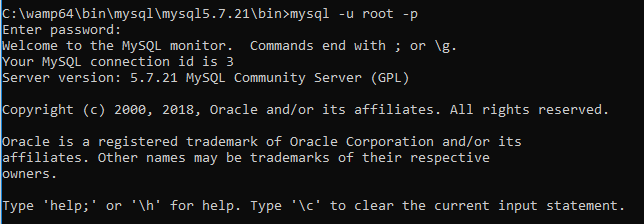 C:\wamp64\bin\mysql\mysql5.7.21\bin>mysql -u root -p
Enter password:
Welcome to the MySQL monitor.  Commands end with ; or \g.
Your MySQL connection id is 3
Server version: 5.7.21 MySQL Community Server (GPL)
Copyright (c) 2000, 2018, Oracle and/or its affiliates. All rights reserved.
Oracle is a registered trademark of Oracle Corporation and/or its
affiliates. Other names may be trademarks of their respective
owners.
Type 'help;' or '\h' for help. Type '\c' to clear the current input statement.